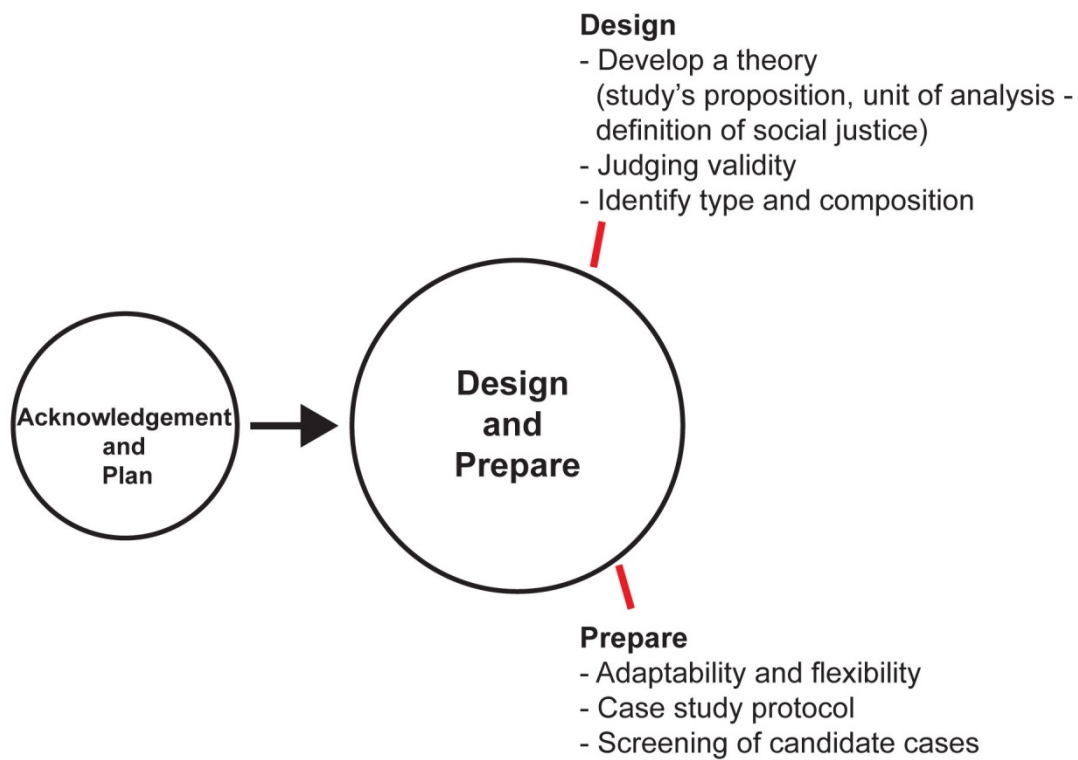 Design
- Develop a theory
(study's proposition, unit of analysis -
definition of social justice)
- Judging validity
- Identify type and composition
Acknowledgement
and
Plan
Design
and
Prepare
Prepare
- Adaptability and flexibility
- Case study protocol
- Screening of candidate cases